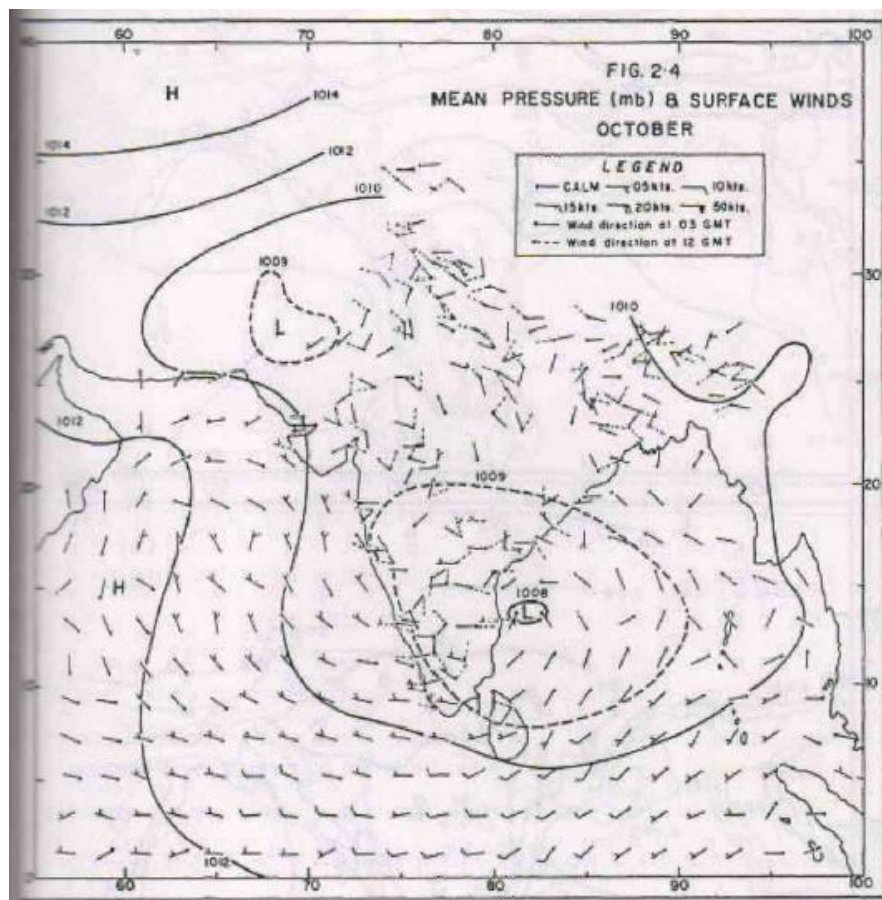 60 70 80 90 100
FIG. 2·4
MEAN PRESSURE (mb) & SURFACE WINDS
OCTOBER
LEGEND
CALM 05kts. 10kts.
15kts. 20kts. 50kts.
Wind direction at 03 GMT
Wind direction at 12 GMT
H
1014
1014
1012
1010
1012
1009
30
L
1010
1012
1009
20
H
1008
L
10
1012
60 70 80 90 100